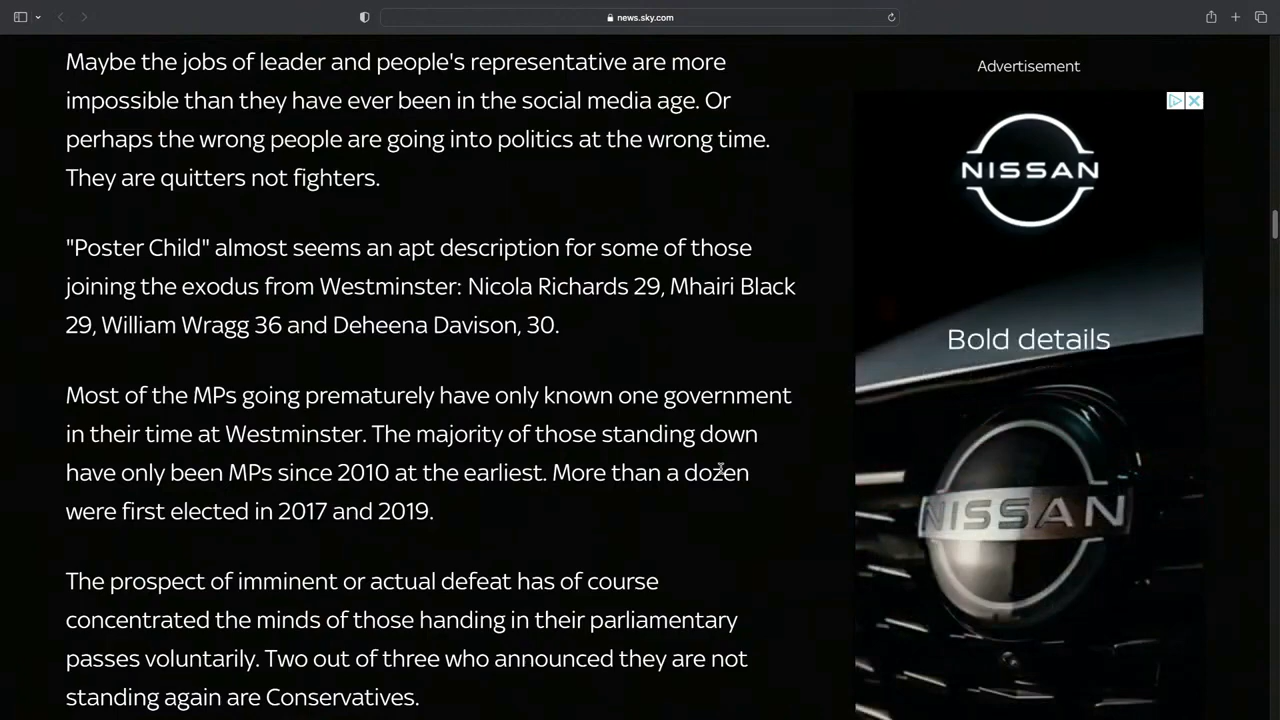 news.sky.com
Maybe the jobs of leader and people's representative are more
impossible than they have ever been in the social media age. Or
perhaps the wrong people are going into politics at the wrong time.
They are quitters not fighters.
"Poster Child" almost seems an apt description for some of those
joining the exodus from Westminster: Nicola Richards 29, Mhairi Black
29, William Wragg 36 and Deheena Davison, 30.
Most of the MPs going prematurely have only known one government
in their time at Westminster. The majority of those standing down
have only been MPs since 2010 at the earliest. More than a dozen
were first elected in 2017 and 2019.
The prospect of imminent or actual defeat has of course
concentrated the minds of those handing in their parliamentary
passes voluntarily. Two out of three who announced they are not
standing again are Conservatives.
Advertisement
NISSAN
Bold details
NISSAN